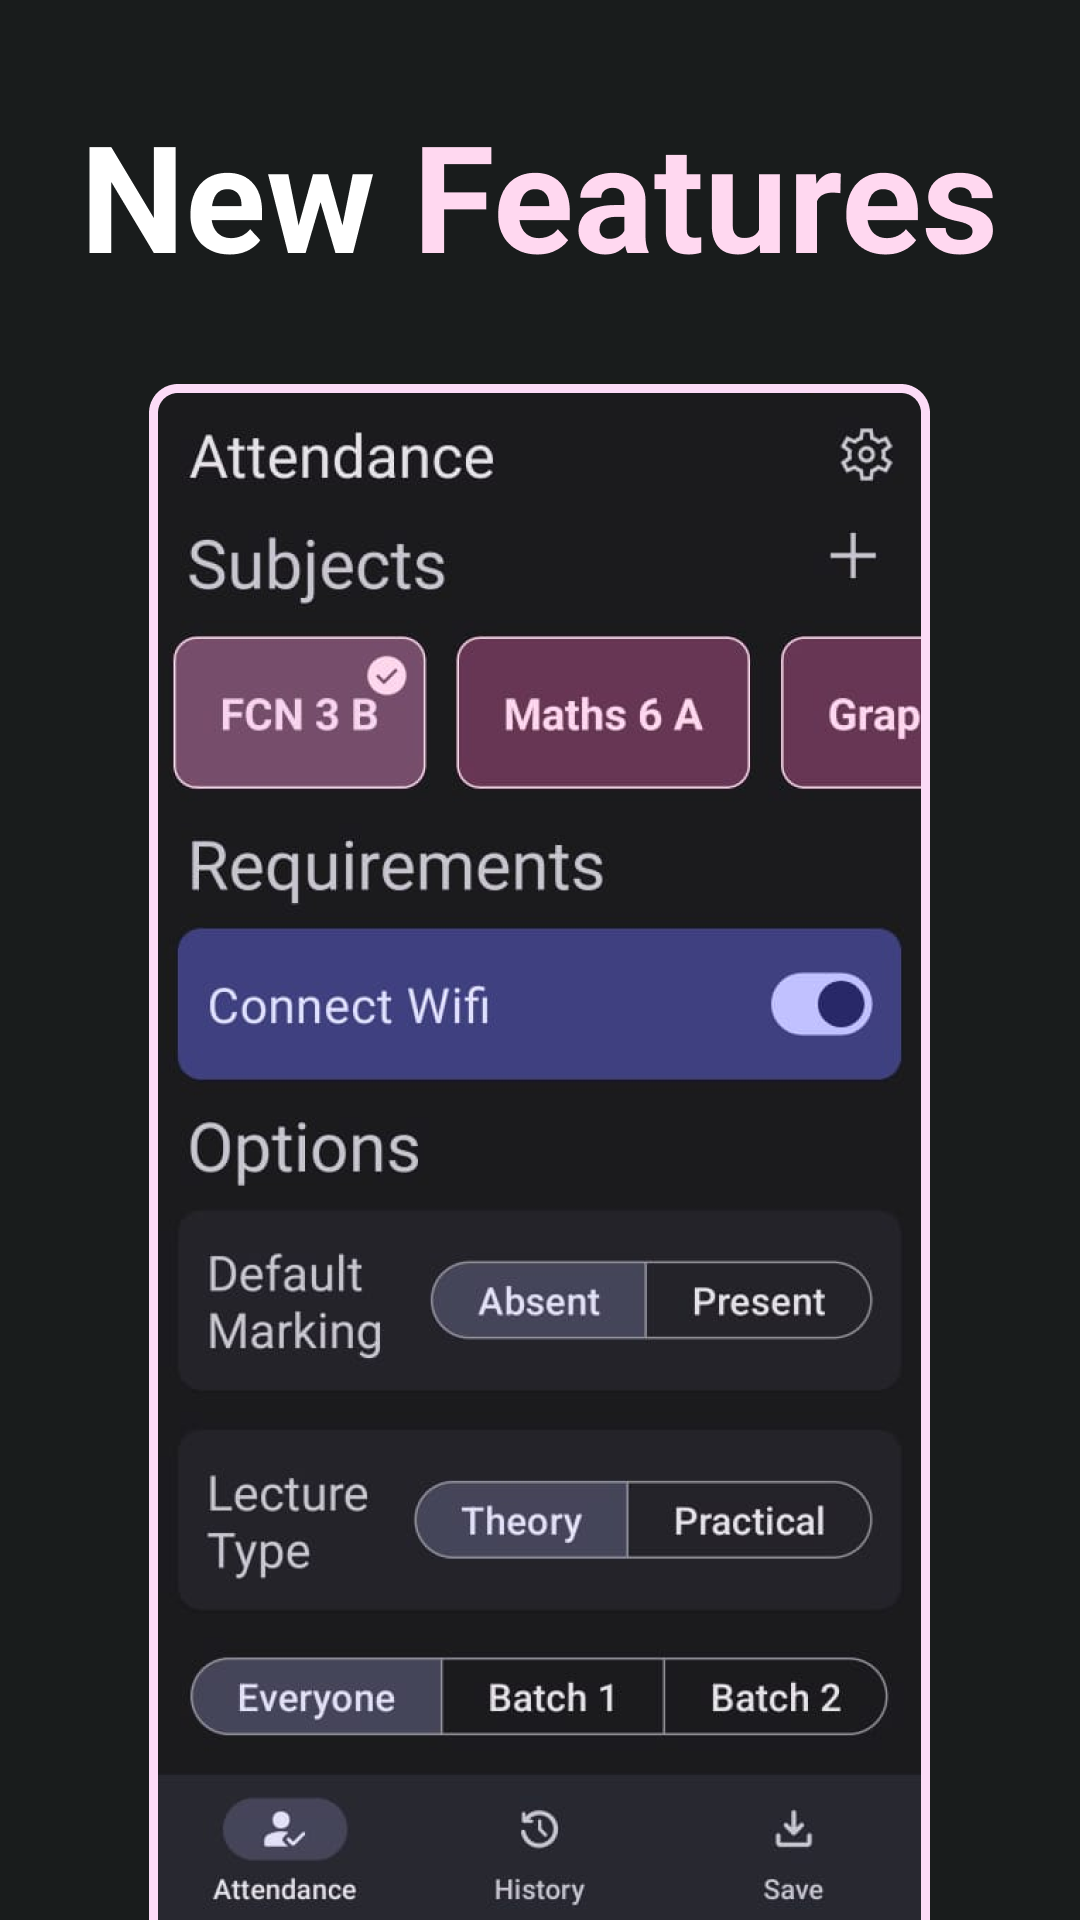 New Features
Attendance
Subjects
FCN 3 B
Maths 6 A
Grap
Requirements
Connect Wifi
Options
Default
Marking
Absent
Present
Lecture
Type
Theory
Practical
Everyone
Batch 1
Batch 2
Attendance
History
Save